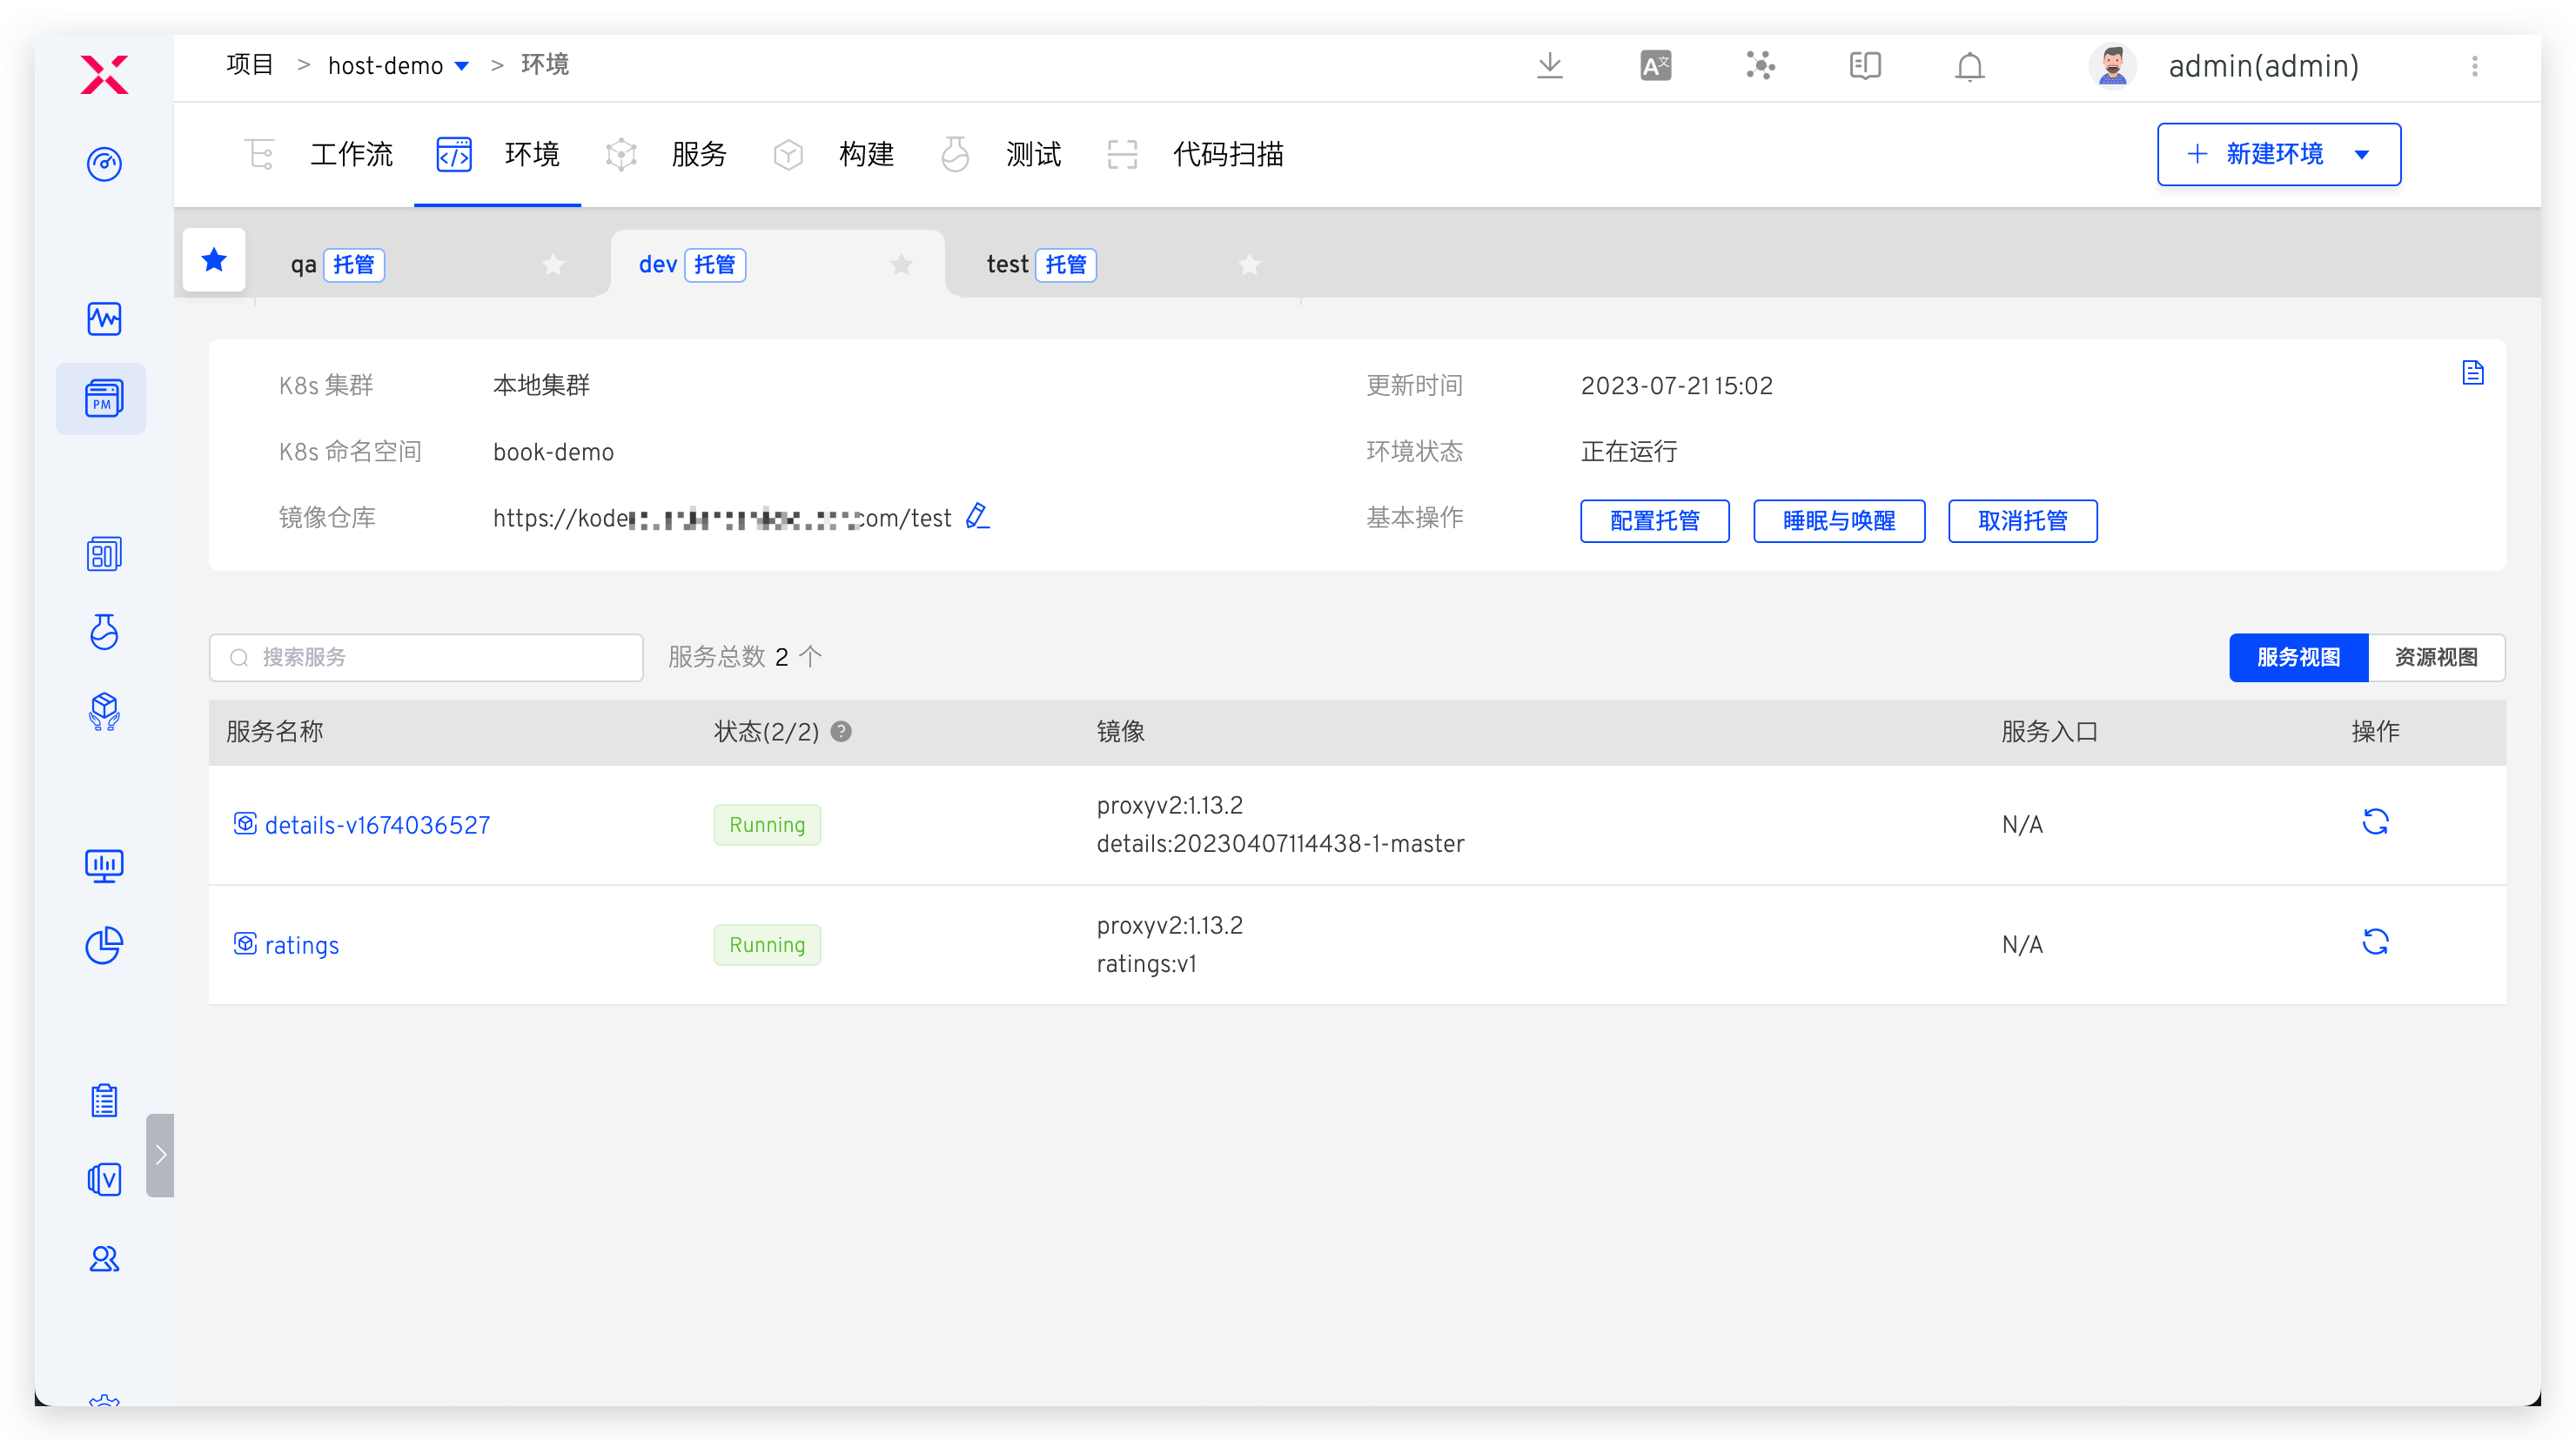 项目 > host-demo > 环境
admin(admin)
工作流 环境 服务 构建 测试 代码扫描
+ 新建环境
qa 托管
dev 托管
test 托管
PM
K8s 集群 本地集群
更新时间 2023-07-21 15:02
K8s 命名空间 book-demo
环境状态 正在运行
镜像仓库 https://kode com/test
基本操作 配置托管 睡眠与唤醒 取消托管
搜索服务
服务总数 2 个
服务视图 资源视图
服务名称 状态(2/2) ? 镜像 服务入口 操作
details-v1674036527 Running
proxyv2:1.13.2
details:20230407114438-1-master
N/A
ratings Running
proxyv2:1.13.2
ratings:v1
N/A